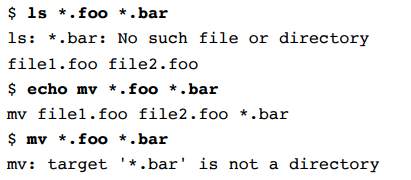 $ ls *.foo *.bar
ls: *.bar: No such file or directory
file1.foo file2.foo
$ echo mv *.foo *.bar
mv file1.foo file2.foo *.bar
$ mv *.foo *.bar
mv: target '*.bar' is not a directory